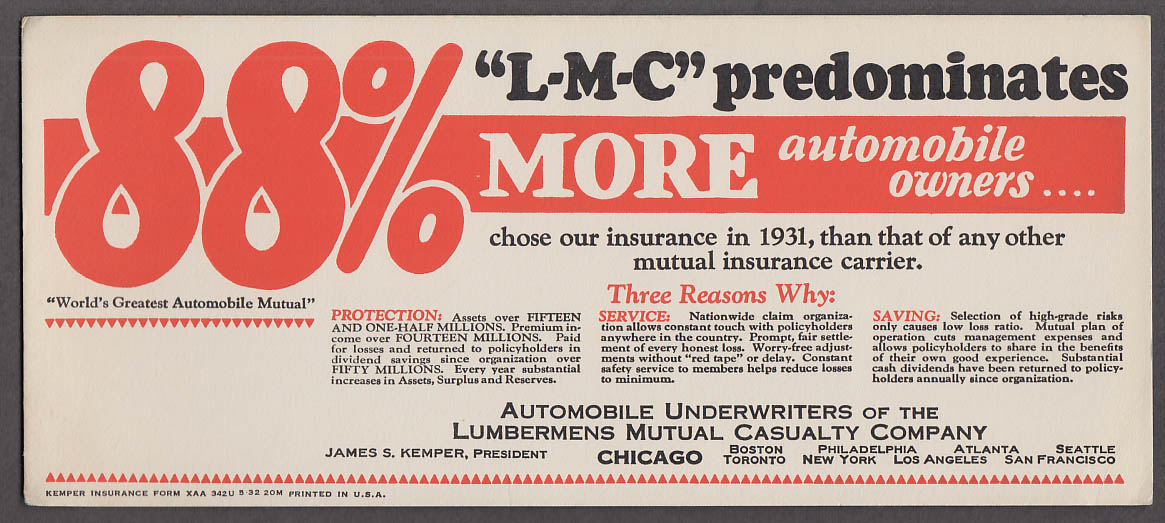 88%
"L-M-C" predominates
MORE automobile
owners....
chose our insurance in 1931, than that of any other
mutual insurance carrier.
"World's Greatest Automobile Mutual"
Three Reasons Why:
PROTECTION: Assets over FIFTEEN
AND ONE-HALF MILLIONS. Premium in-
come over FOURTEEN MILLIONS. Paid
for losses and returned to policyholders in
dividend savings since organization over
FIFTY MILLIONS. Every year substantial
increases in Assets, Surplus and Reserves.
SERVICE: Nationwide claim organiza-
tion allows constant touch with policyholders
anywhere in the country. Prompt, fair settle-
ment of every honest loss. Worry-free adjust-
ments without "red tape" or delay. Constant
safety service to members helps reduce losses
to minimum.
SAVING: Selection of high-grade risks
only causes low loss ratio. Mutual plan of
operation cuts management expenses and
allows policyholders to share in the benefits
of their own good experience. Substantial
cash dividends have been returned to policy-
holders annually since organization.
AUTOMOBILE UNDERWRITERS OF THE
LUMBERMENS MUTUAL CASUALTY COMPANY
JAMES S. KEMPER, PRESIDENT
CHICAGO
BOSTON PHILADELPHIA ATLANTA SEATTLE
TORONTO NEW YORK LOS ANGELES SAN FRANCISCO
KEMPER INSURANCE FORM XAA 342U 5-32 20M PRINTED IN U.S.A.